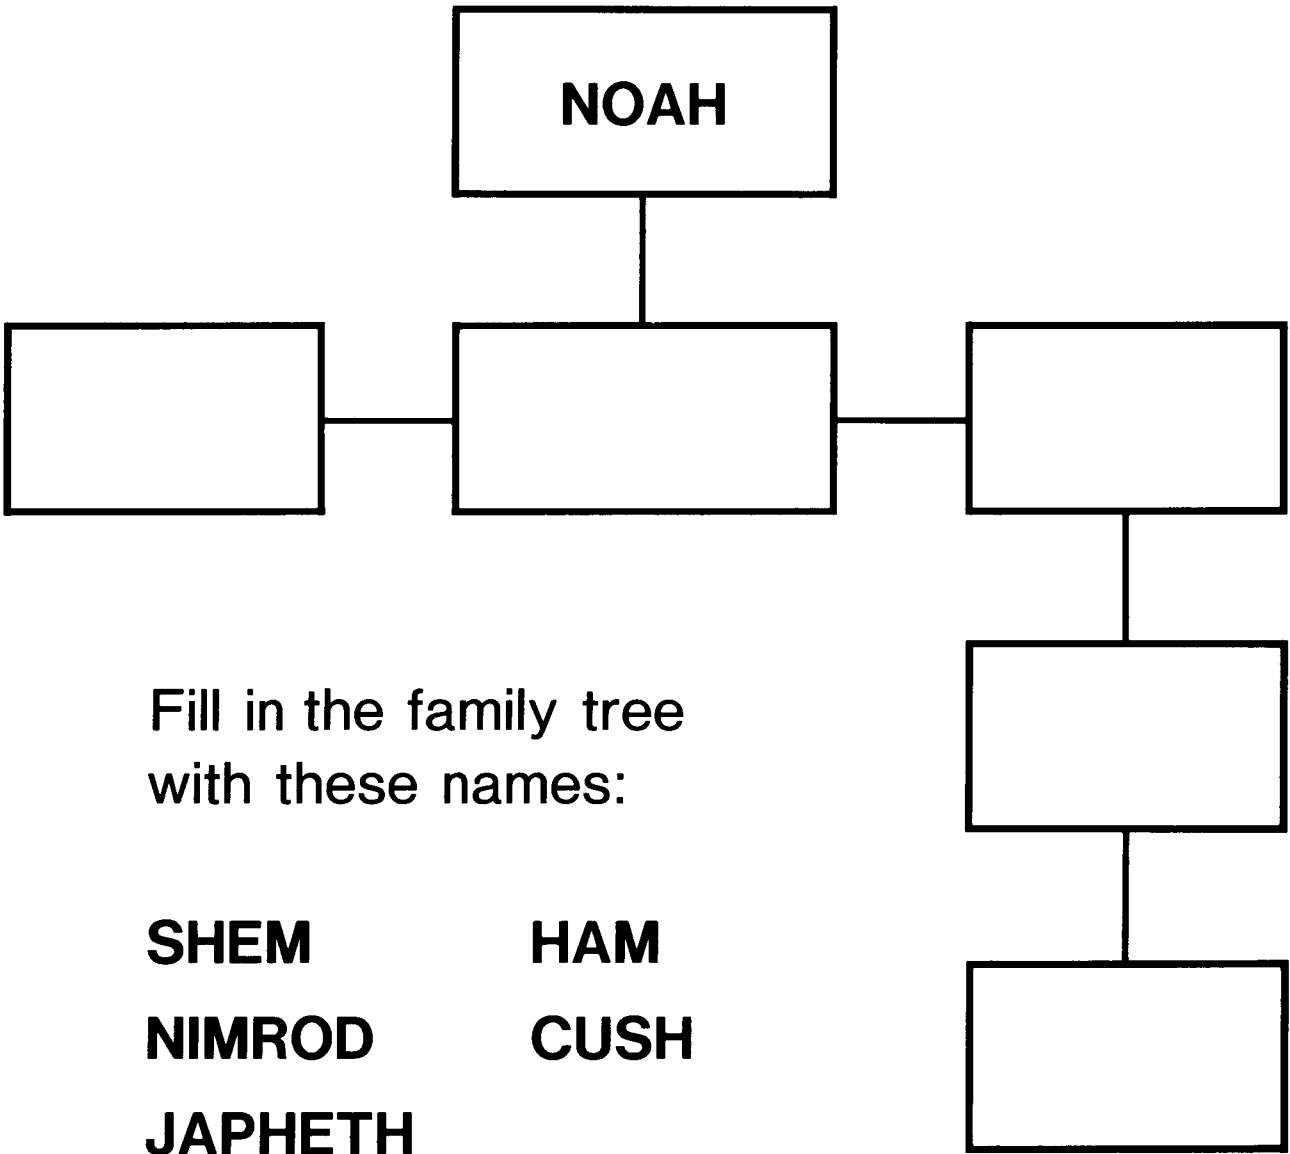 NOAH
Fill in the family tree
with these names:
SHEM HAM
NIMROD CUSH
JAPHETH